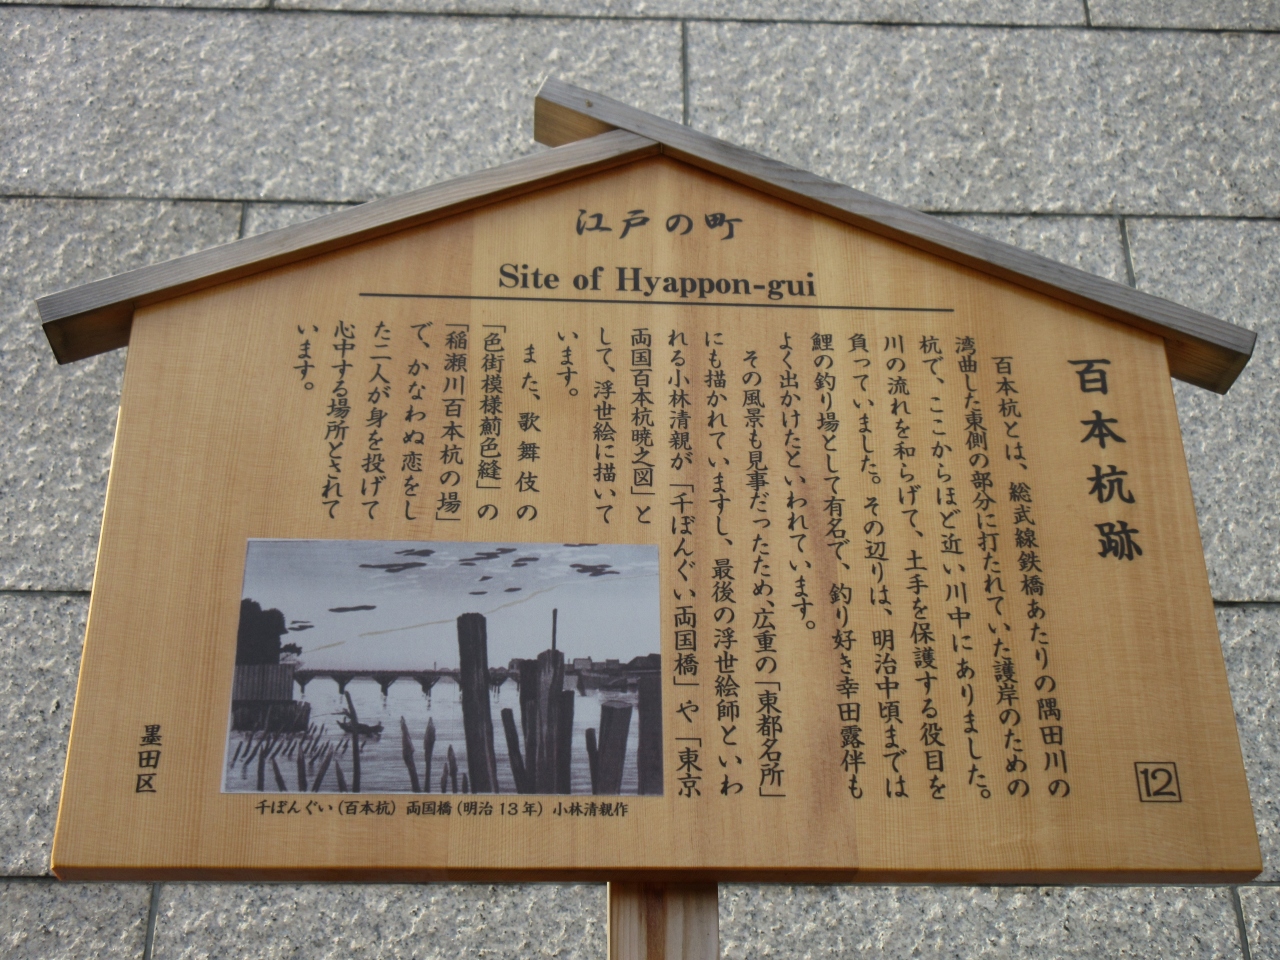 江戸の町
Site of Hyappon-gui
百本杭跡
12
百本杭とは、総武線鉄橋あたりの隅田川の
湾曲した東側の部分に打たれていた護岸のための
杭で、ここからほど近い川中にありました。
川の流れを和らげて、土手を保護する役目を
負っていました。その辺りは、明治中頃までは
鯉の釣り場として有名で、釣り好き幸田露伴も
よく出かけたといわれています。
その風景も見事だったため、広重の「東都名所」
にも描かれていますし、最後の浮世絵師といわ
れる小林清親が「千ぼんぐい両国橋」や「東京
両国百本杭暁之図」と
して、浮世絵に描いて
います。
また、歌舞伎の
「色街模様薊色縫」の
「稲瀬川百本杭の場」
で、かなわぬ恋をし
た二人が身を投げて
心中する場所とされて
います。
千ぼんぐい（百本杭） 両国橋（明治 13 年） 小林清親作
墨田区